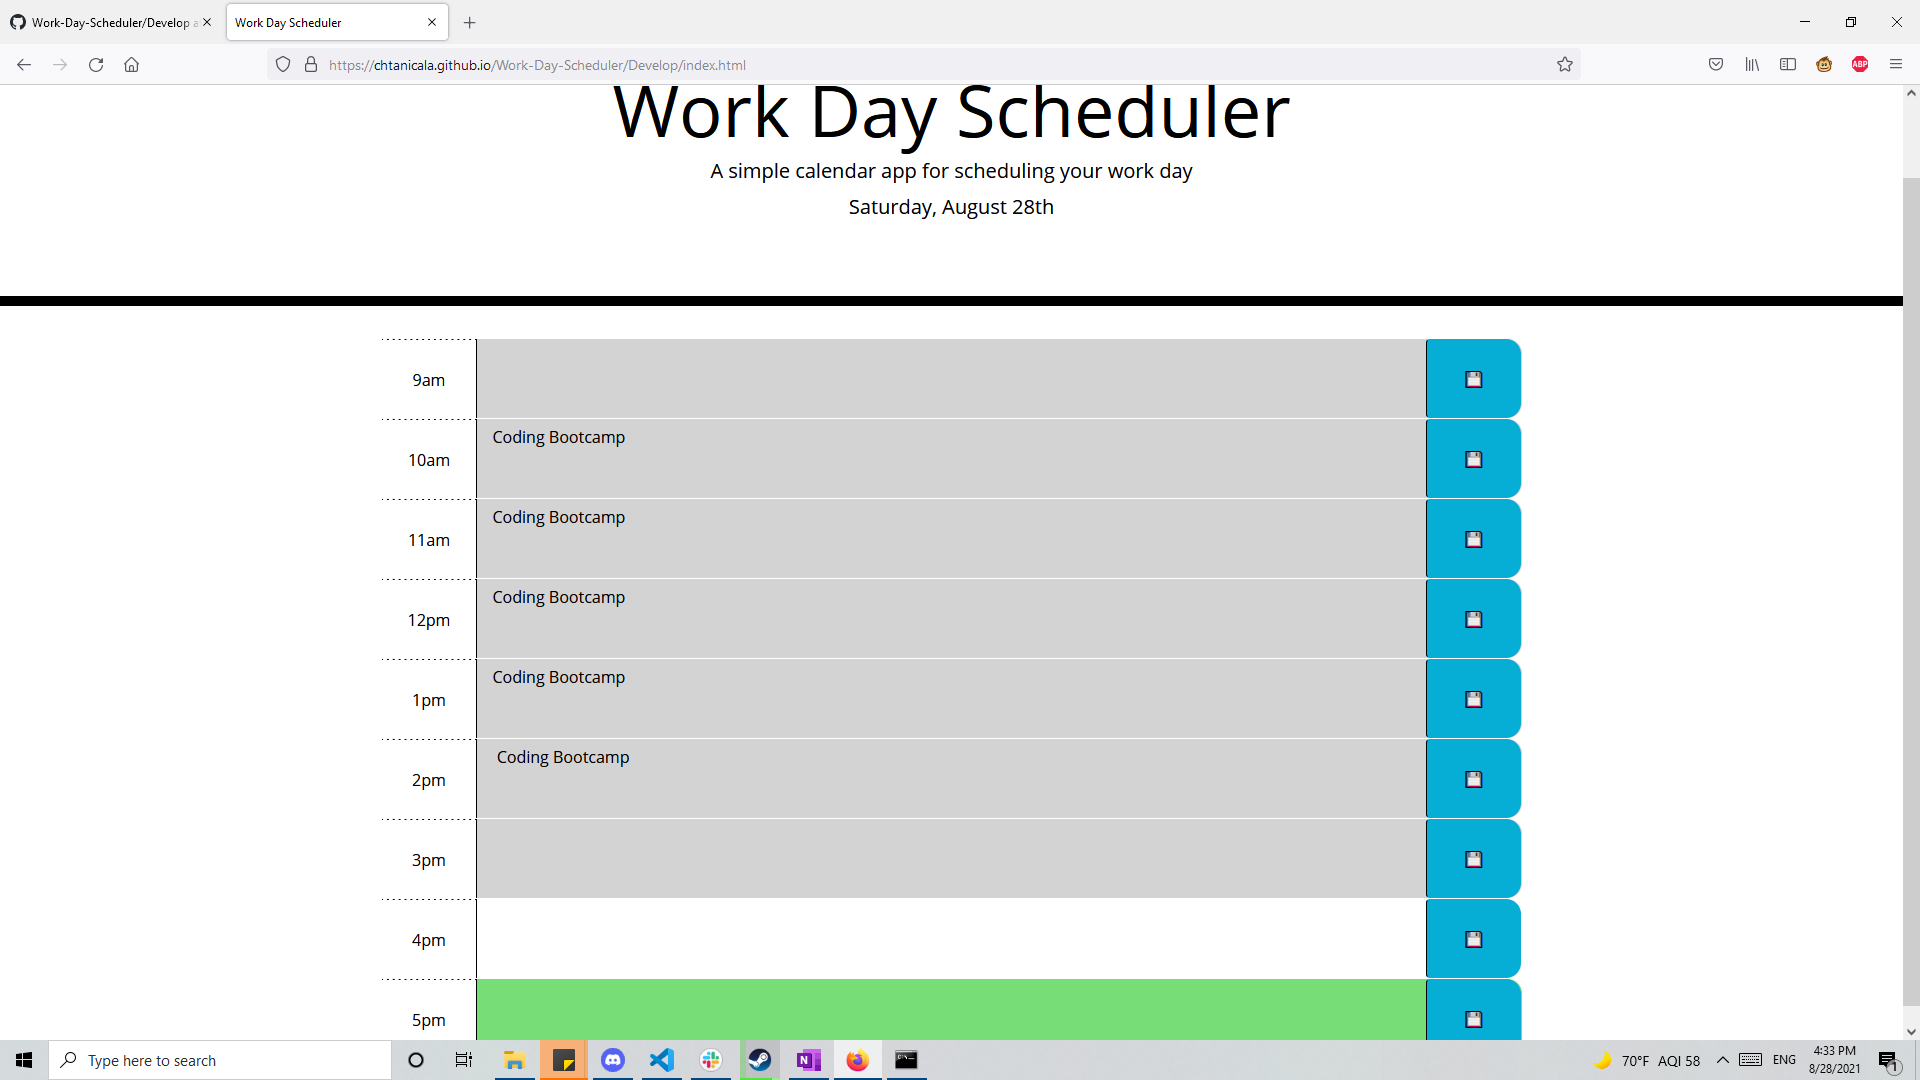 Work-Day-Scheduler/Develop a
Work Day Scheduler
https://chtanicala.github.io/Work-Day-Scheduler/Develop/index.html
ABP
Work Day Scheduler
A simple calendar app for scheduling your work day
Saturday, August 28th
9am
10am Coding Bootcamp
11am Coding Bootcamp
12pm Coding Bootcamp
1pm Coding Bootcamp
2pm Coding Bootcamp
3pm
4pm
5pm
Type here to search
N
70°F AQI 58
ENG
4:33 PM
8/28/2021
1